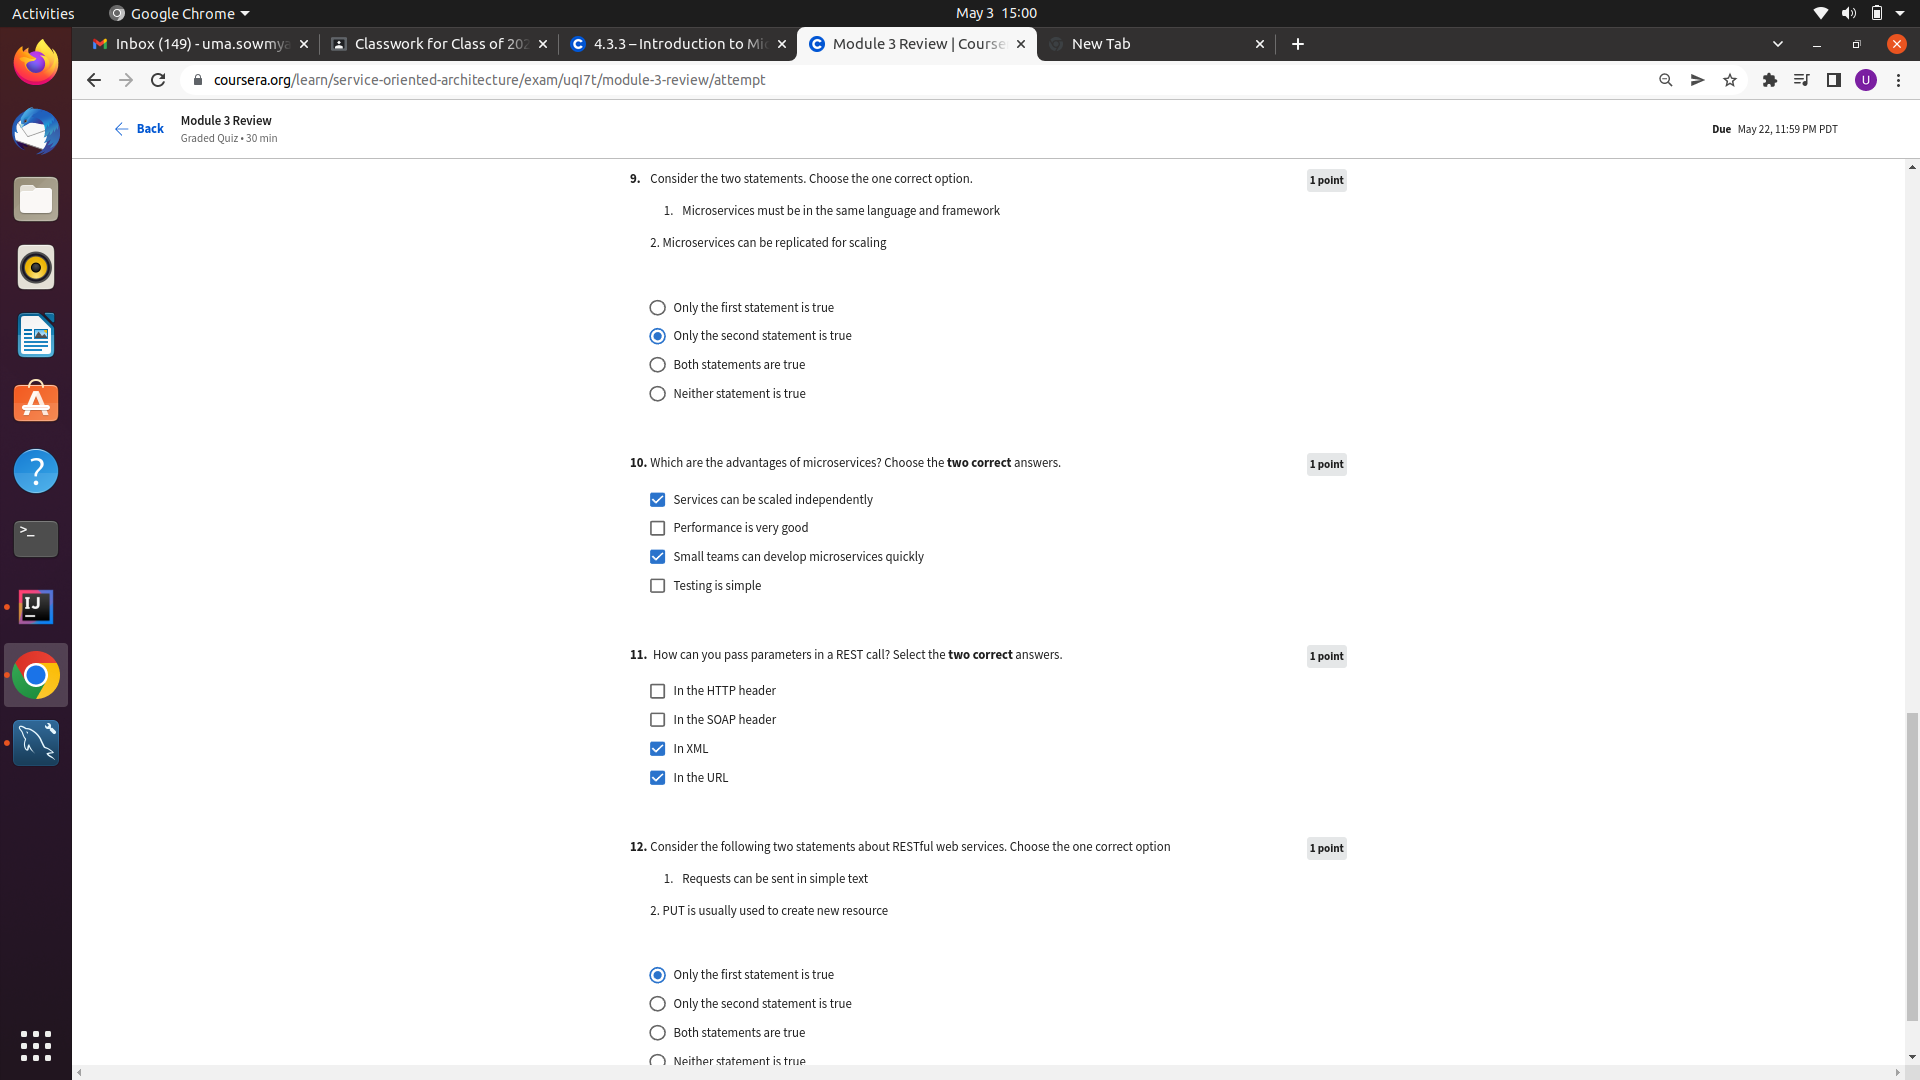 Activities
Google Chrome
May 3 15:00
Inbox (149) - uma.sowmya
Classwork for Class of 202
4.3.3 – Introduction to Mi
Module 3 Review | Course
New Tab
coursera.org/learn/service-oriented-architecture/exam/uqI7t/module-3-review/attempt
U
Back
Module 3 Review
Graded Quiz • 30 min
Due May 22, 11:59 PM PDT
9. Consider the two statements. Choose the one correct option.
1 point
1. Microservices must be in the same language and framework
2. Microservices can be replicated for scaling
Only the first statement is true
Only the second statement is true
Both statements are true
Neither statement is true
10. Which are the advantages of microservices? Choose the two correct answers.
1 point
Services can be scaled independently
Performance is very good
Small teams can develop microservices quickly
Testing is simple
11. How can you pass parameters in a REST call? Select the two correct answers.
1 point
In the HTTP header
In the SOAP header
In XML
In the URL
12. Consider the following two statements about RESTful web services. Choose the one correct option
1 point
1. Requests can be sent in simple text
2. PUT is usually used to create new resource
Only the first statement is true
Only the second statement is true
Both statements are true
Neither statement is true
>_
IJ